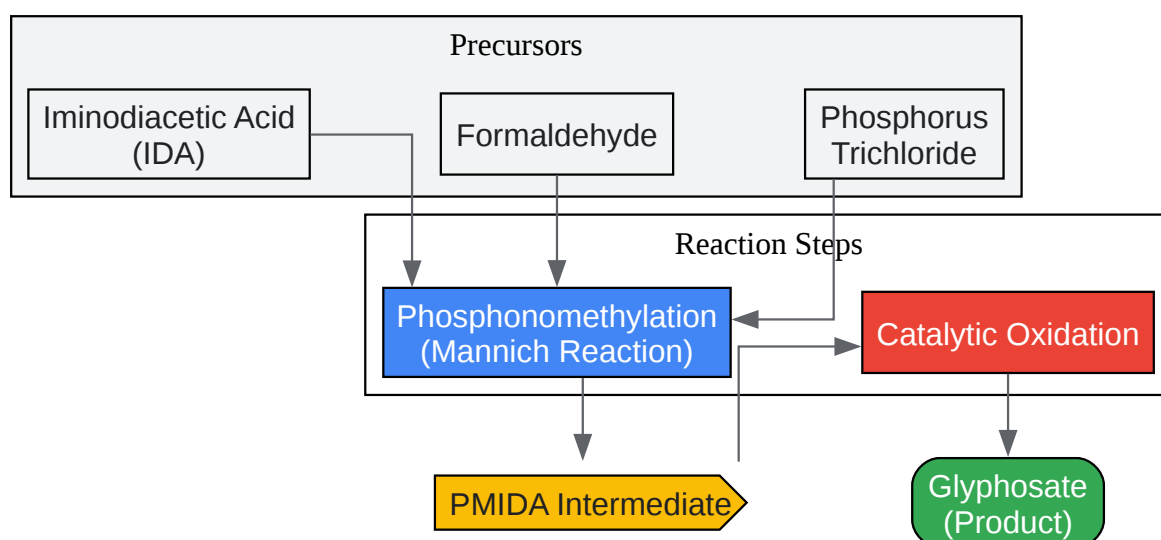 Precursors
Iminodiacetic Acid
(IDA)
Formaldehyde
Phosphorus
Trichloride
Reaction Steps
Phosphonomethylation
(Mannich Reaction)
Catalytic Oxidation
PMIDA Intermediate
Glyphosate
(Product)